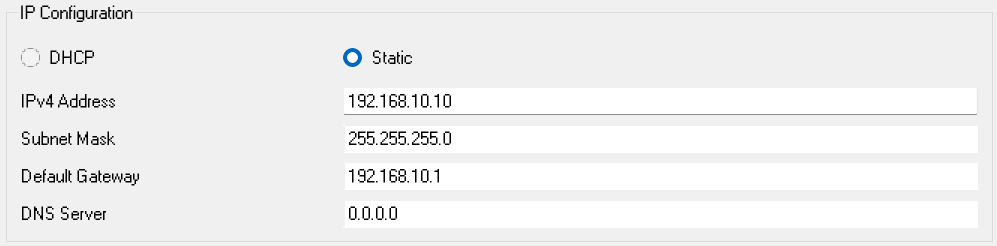 IP Configuration
DHCP Static
IPv4 Address 192.168.10.10
Subnet Mask 255.255.255.0
Default Gateway 192.168.10.1
DNS Server 0.0.0.0